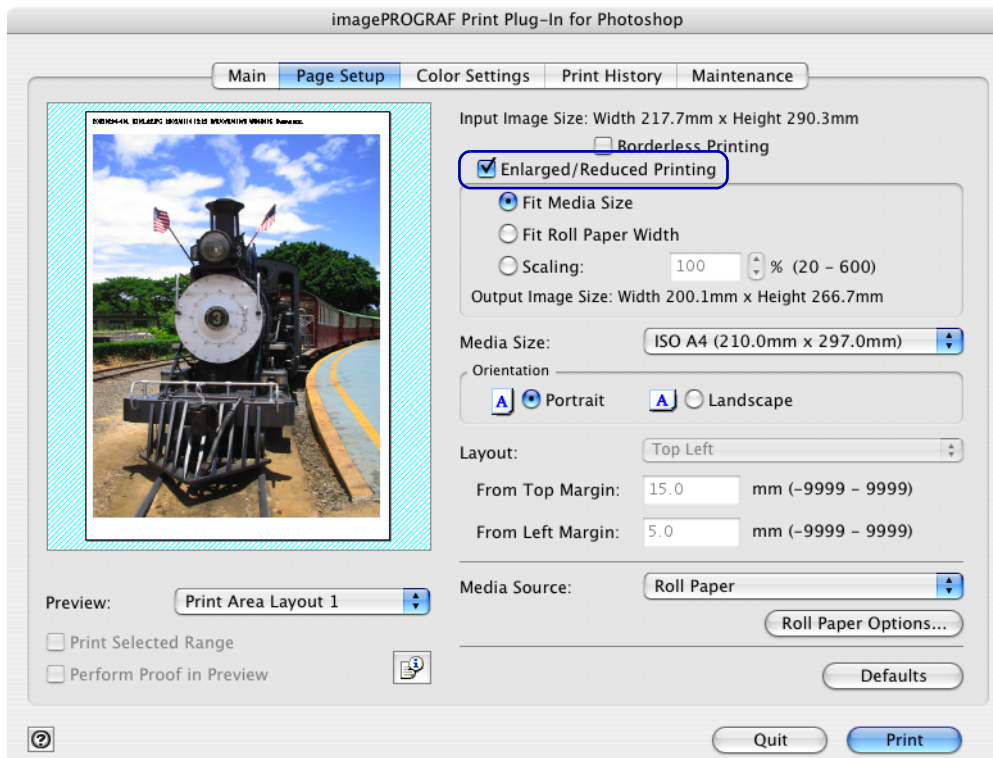 imagePROGRAF Print Plug-In for Photoshop
Main Page Setup Color Settings Print History Maintenance
Input Image Size: Width 217.7mm x Height 290.3mm
Borderless Printing
Enlarged/Reduced Printing
Fit Media Size
Fit Roll Paper Width
Scaling: 100 % (20 – 600)
Output Image Size: Width 200.1mm x Height 266.7mm
Media Size: ISO A4 (210.0mm x 297.0mm)
Orientation
A Portrait A Landscape
Layout: Top Left
From Top Margin: 15.0 mm (-9999 – 9999)
From Left Margin: 5.0 mm (-9999 – 9999)
Media Source: Roll Paper
Roll Paper Options...
Defaults
3
Preview: Print Area Layout 1
Print Selected Range
Perform Proof in Preview
?
Quit Print